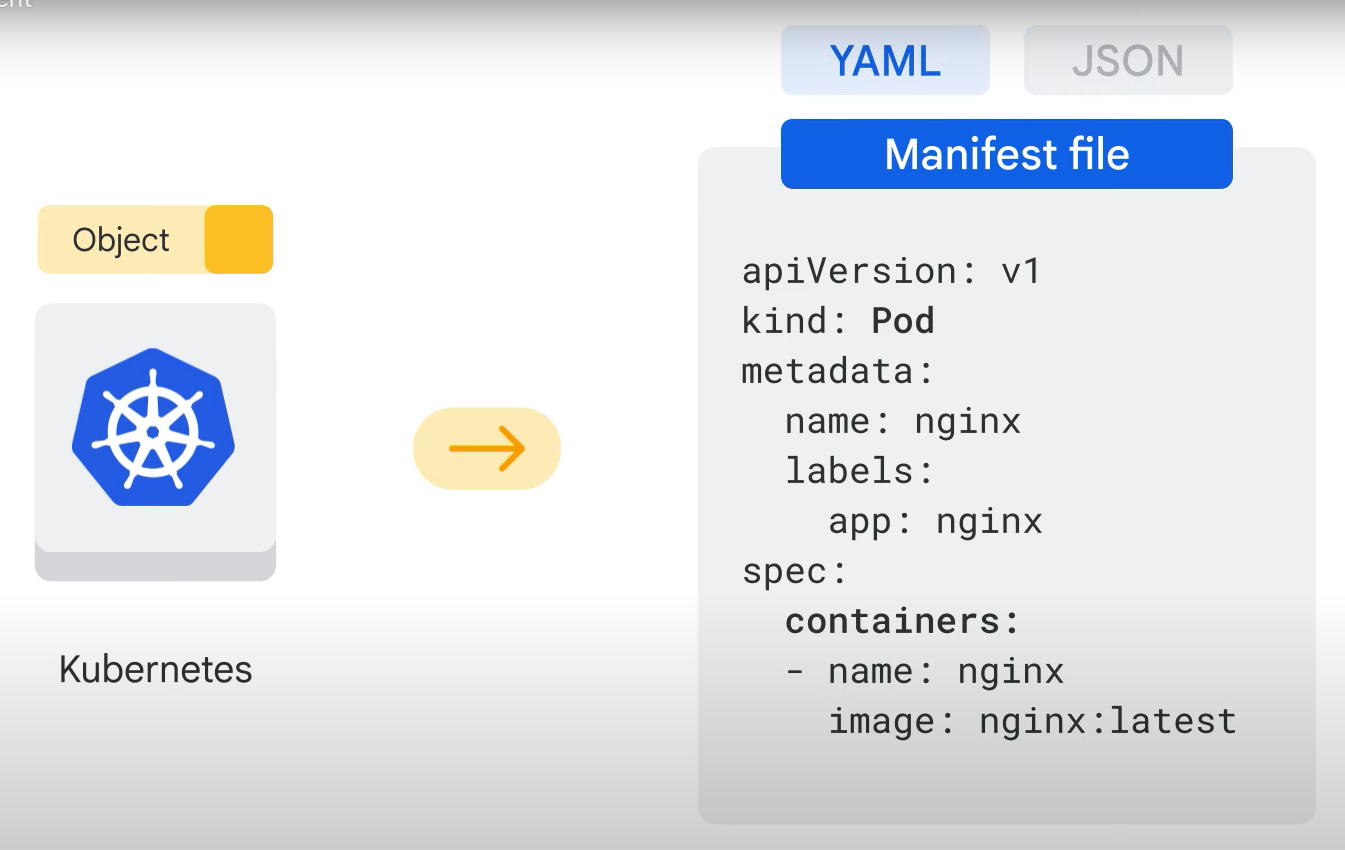 YAML
JSON
Manifest file
Object
Kubernetes
apiVersion: v1
kind: Pod
metadata:
  name: nginx
  labels:
    app: nginx
spec:
  containers:
  - name: nginx
    image: nginx:latest